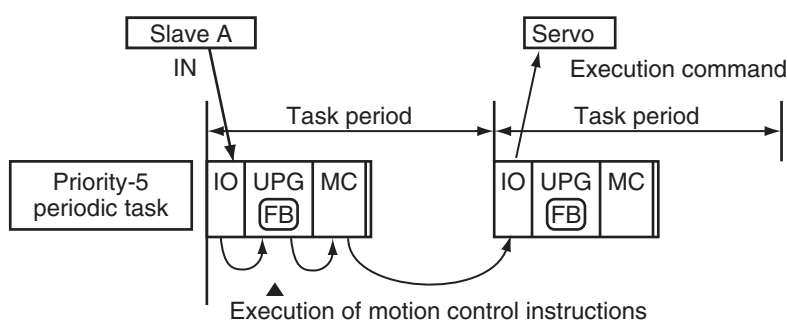 Slave A
Servo
IN
Execution command
Task period
Task period
Priority-5
periodic task
IO UPG MC
FB
IO UPG MC
FB
Execution of motion control instructions